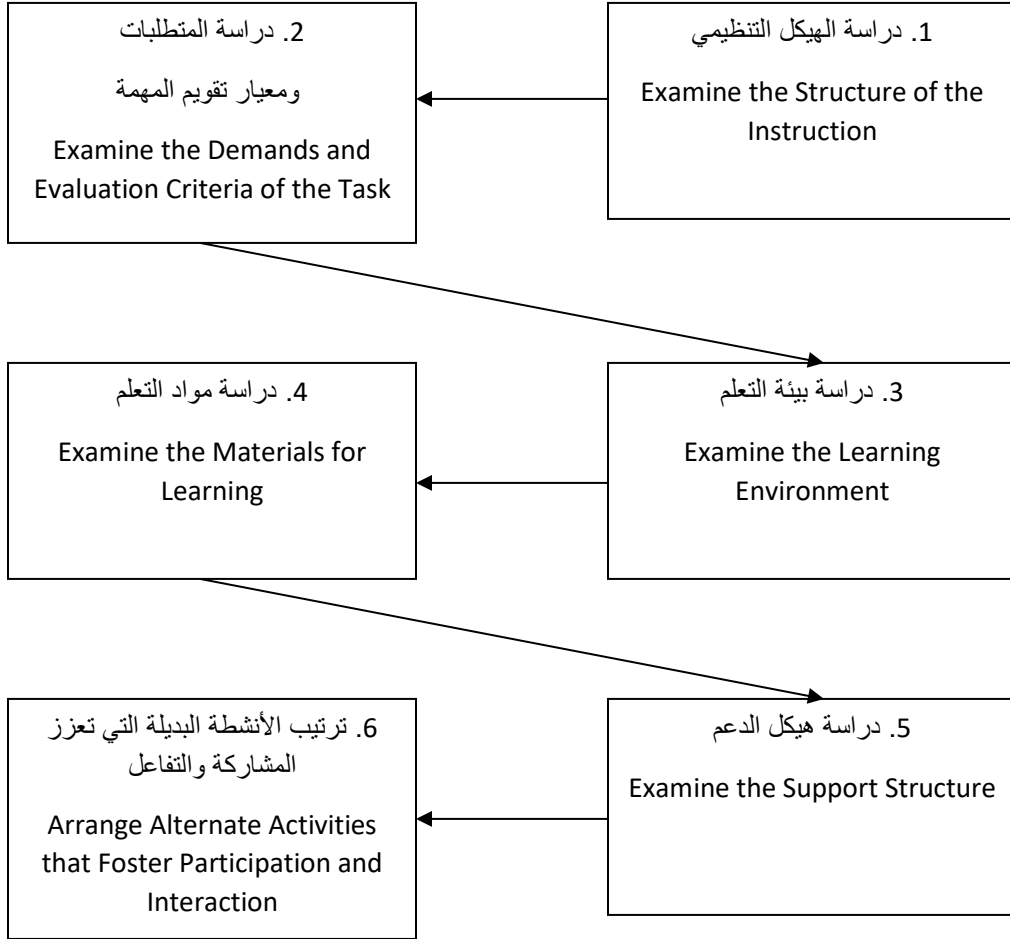 1. دراسة الهيكل التنظيمي
Examine the Structure of the
Instruction
2. دراسة المتطلبات
ومعيار تقويم المهمة
Examine the Demands and
Evaluation Criteria of the Task
3. دراسة بيئة التعلم
Examine the Learning
Environment
4. دراسة مواد التعلم
Examine the Materials for
Learning
5. دراسة هيكل الدعم
Examine the Support Structure
6. ترتيب الأنشطة البديلة التي تعزز
المشاركة والتفاعل
Arrange Alternate Activities
that Foster Participation and
Interaction